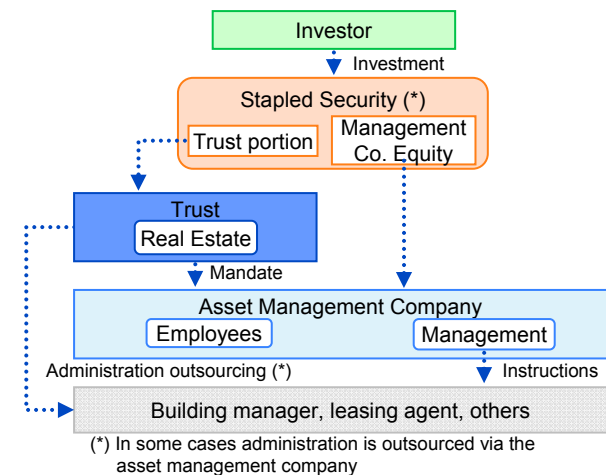 Investor
Investment
Stapled Security (*)
Trust portion
Management
Co. Equity
Trust
Real Estate
Mandate
Asset Management Company
Employees
Management
Administration outsourcing (*)
Instructions
Building manager, leasing agent, others
(*) In some cases administration is outsourced via the
asset management company